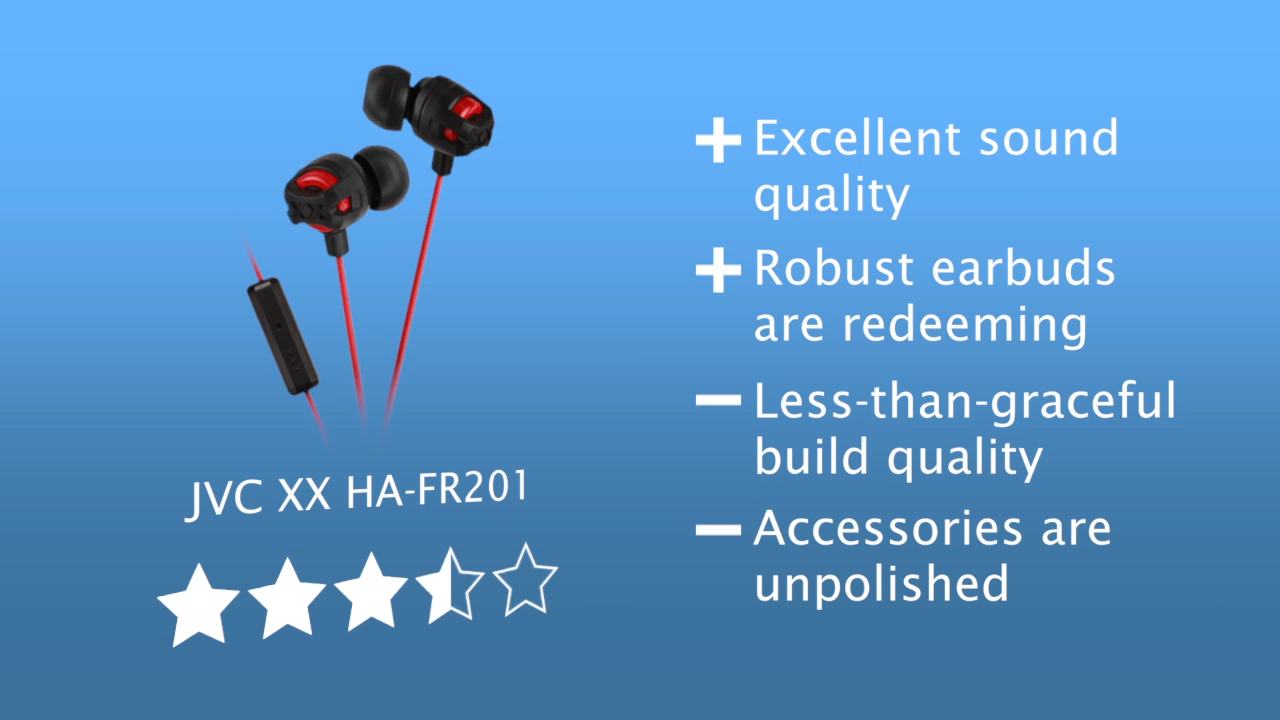 Excellent sound
quality
Robust earbuds
are redeeming
Less-than-graceful
build quality
Accessories are
unpolished
JVC XX HA-FR201